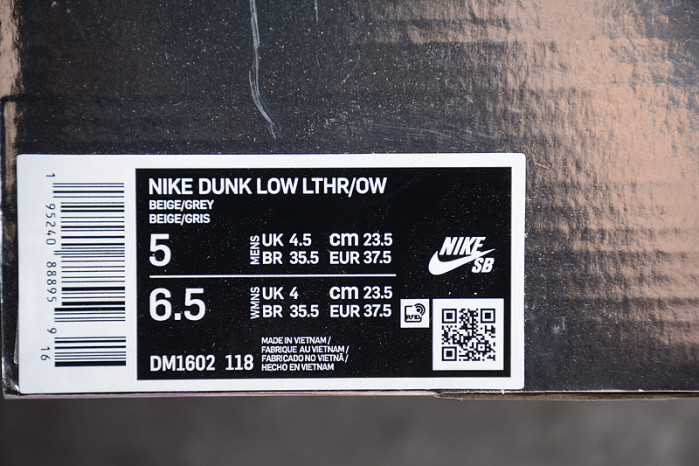 1 95240 88895 9 16
NIKE DUNK LOW LTHR/OW
BEIGE/GREY
BEIGE/GRIS
5 MENS UK 4.5 cm 23.5
BR 35.5 EUR 37.5
6.5 WMNS UK 4 cm 23.5
BR 35.5 EUR 37.5
NIKE
SB
DM1602 118
MADE IN VIETNAM/
FABRIQUE AU VIETNAM/
FABRICADO NO VIETNÃ/
HECHO EN VIETNAM